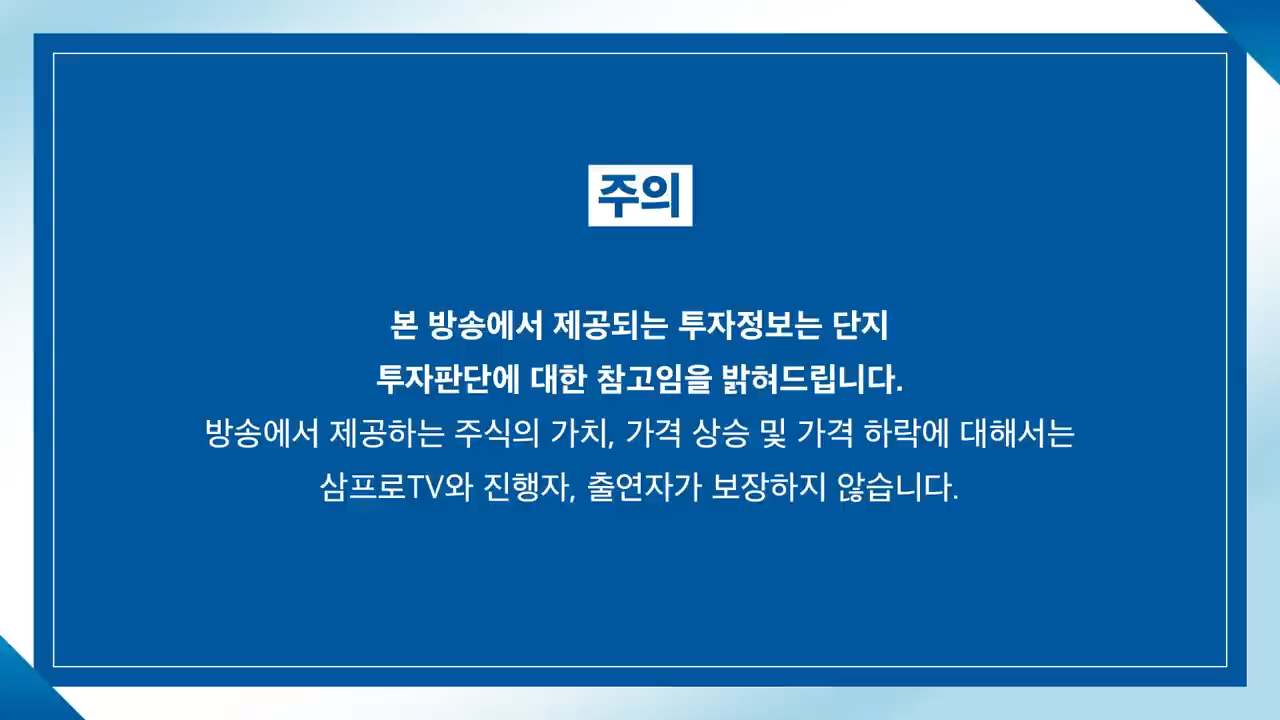 주의
본 방송에서 제공되는 투자정보는 단지
투자판단에 대한 참고임을 밝혀드립니다.
방송에서 제공하는 주식의 가치, 가격 상승 및 가격 하락에 대해서는
삼프로TV와 진행자, 출연자가 보장하지 않습니다.